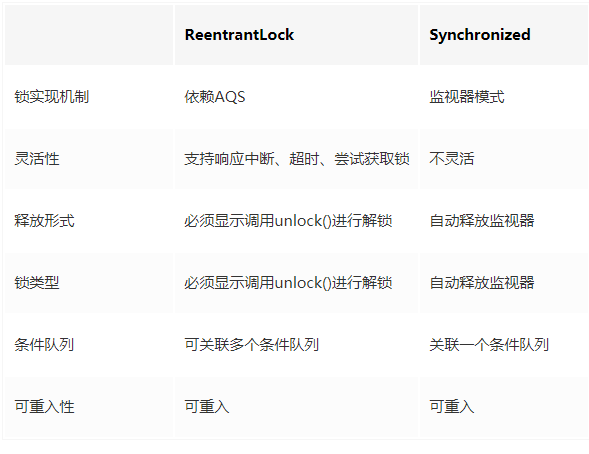 ReentrantLock Synchronized
锁实现机制 依赖AQS 监视器模式
灵活性 支持响应中断、超时、尝试获取锁 不灵活
释放形式 必须显示调用unlock()进行解锁 自动释放监视器
锁类型 必须显示调用unlock()进行解锁 自动释放监视器
条件队列 可关联多个条件队列 关联一个条件队列
可重入性 可重入 可重入